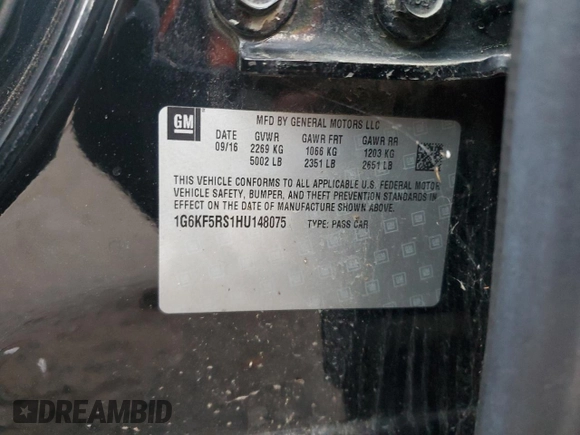 GM
MFD BY GENERAL MOTORS LLC
DATE GVWR GAWR FRT GAWR RR
09/16 2269 KG 1066 KG 1203 KG
5002 LB 2351 LB 2651 LB
THIS VEHICLE CONFORMS TO ALL APPLICABLE U.S. FEDERAL MOTOR
VEHICLE SAFETY, BUMPER, AND THEFT PREVENTION STANDARDS IN
EFFECT ON THE DATE OF MANUFACTURE SHOWN ABOVE.
1G6KF5RS1HU148075 TYPE: PASS CAR
DREAMBID